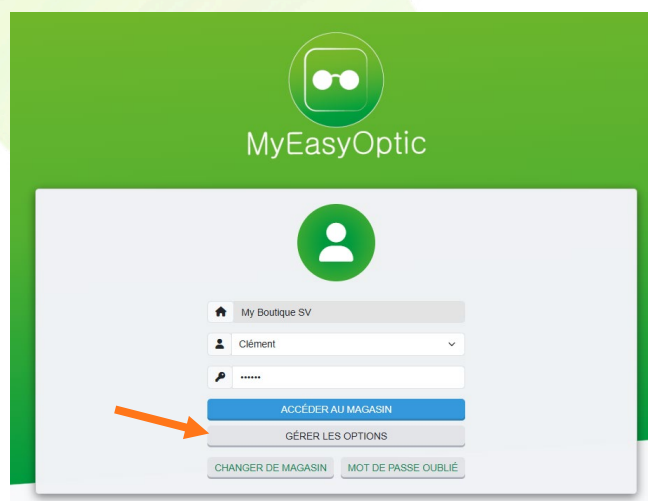 MyEasyOptic
My Boutique SV
Clément
••••••
ACCÉDER AU MAGASIN
GÉRER LES OPTIONS
CHANGER DE MAGASIN MOT DE PASSE OUBLIÉ